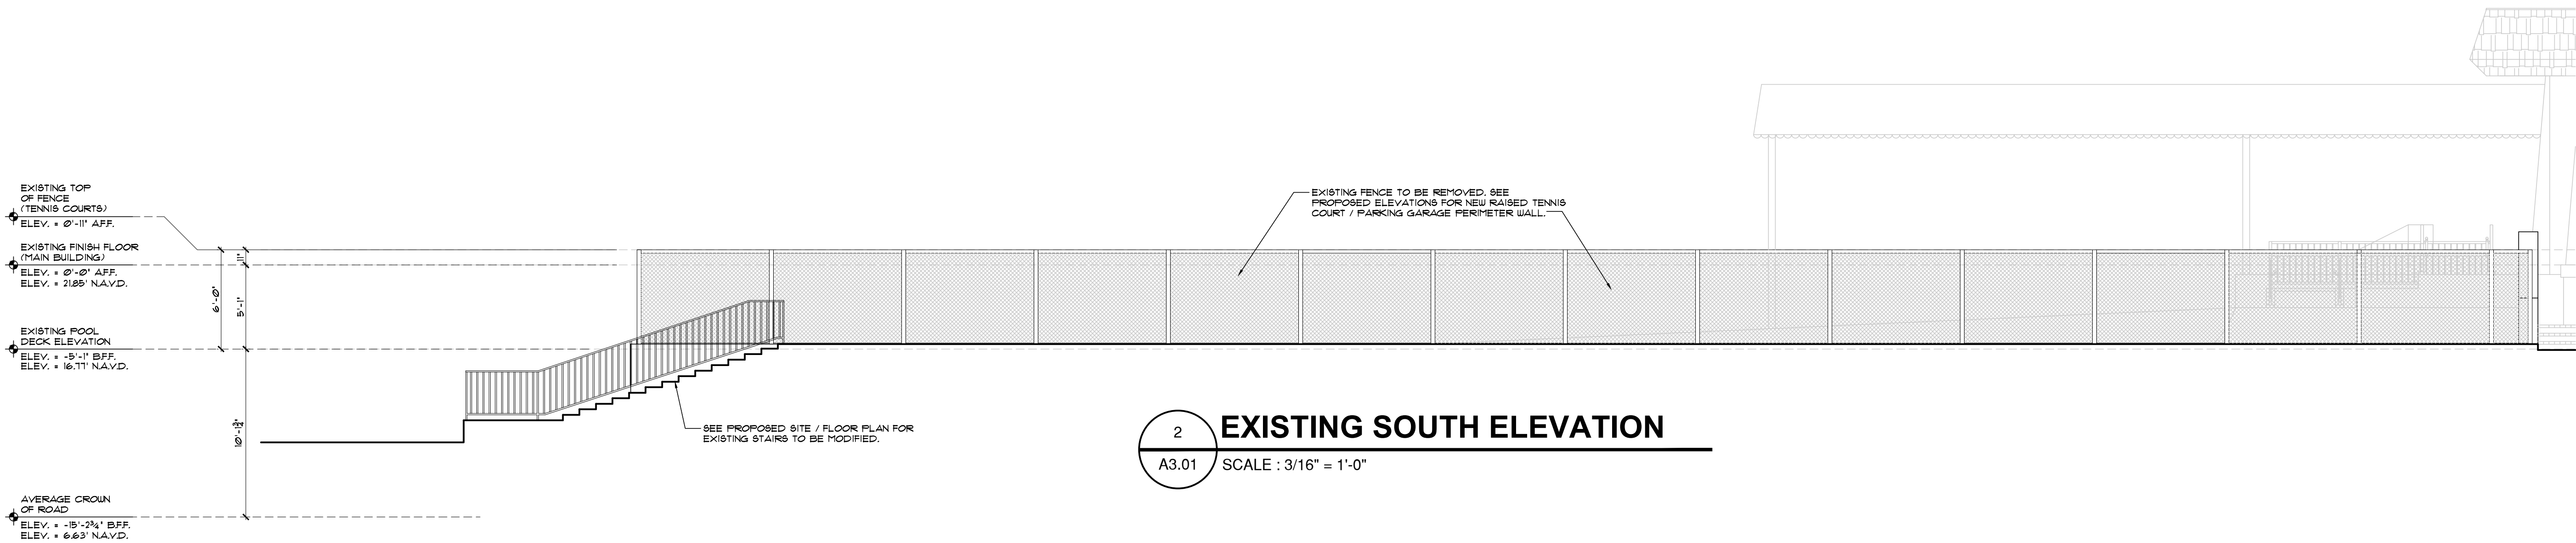 EXISTING TOP
OF FENCE
(TENNIS COURTS)
ELEV. = 0'-11" A.F.F.
EXISTING FINISH FLOOR
(MAIN BUILDING)
ELEV. = 0'-0" A.F.F.
ELEV. = 21.85' N.A.V.D.
EXISTING POOL
DECK ELEVATION
ELEV. = -5'-1" B.F.F.
ELEV. = 16.77' N.A.V.D.
AVERAGE CROWN
OF ROAD
ELEV. = -15'-2¾" B.F.F.
ELEV. = 6.63' N.A.V.D.
6'-0"
11"
5'-1"
10'-1¾"
EXISTING FENCE TO BE REMOVED. SEE
PROPOSED ELEVATIONS FOR NEW RAISED TENNIS
COURT / PARKING GARAGE PERIMETER WALL.
SEE PROPOSED SITE / FLOOR PLAN FOR
EXISTING STAIRS TO BE MODIFIED.
2
A3.01
EXISTING SOUTH ELEVATION
SCALE : 3/16" = 1'-0"